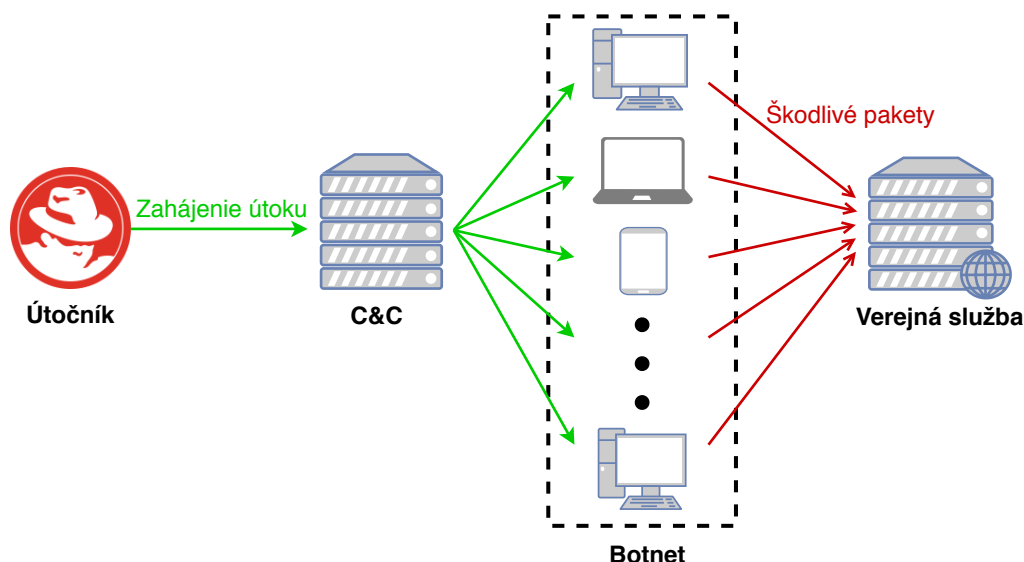 Zahájenie útoku
Útočník
C&C
Botnet
Škodlivé pakety
Verejná služba